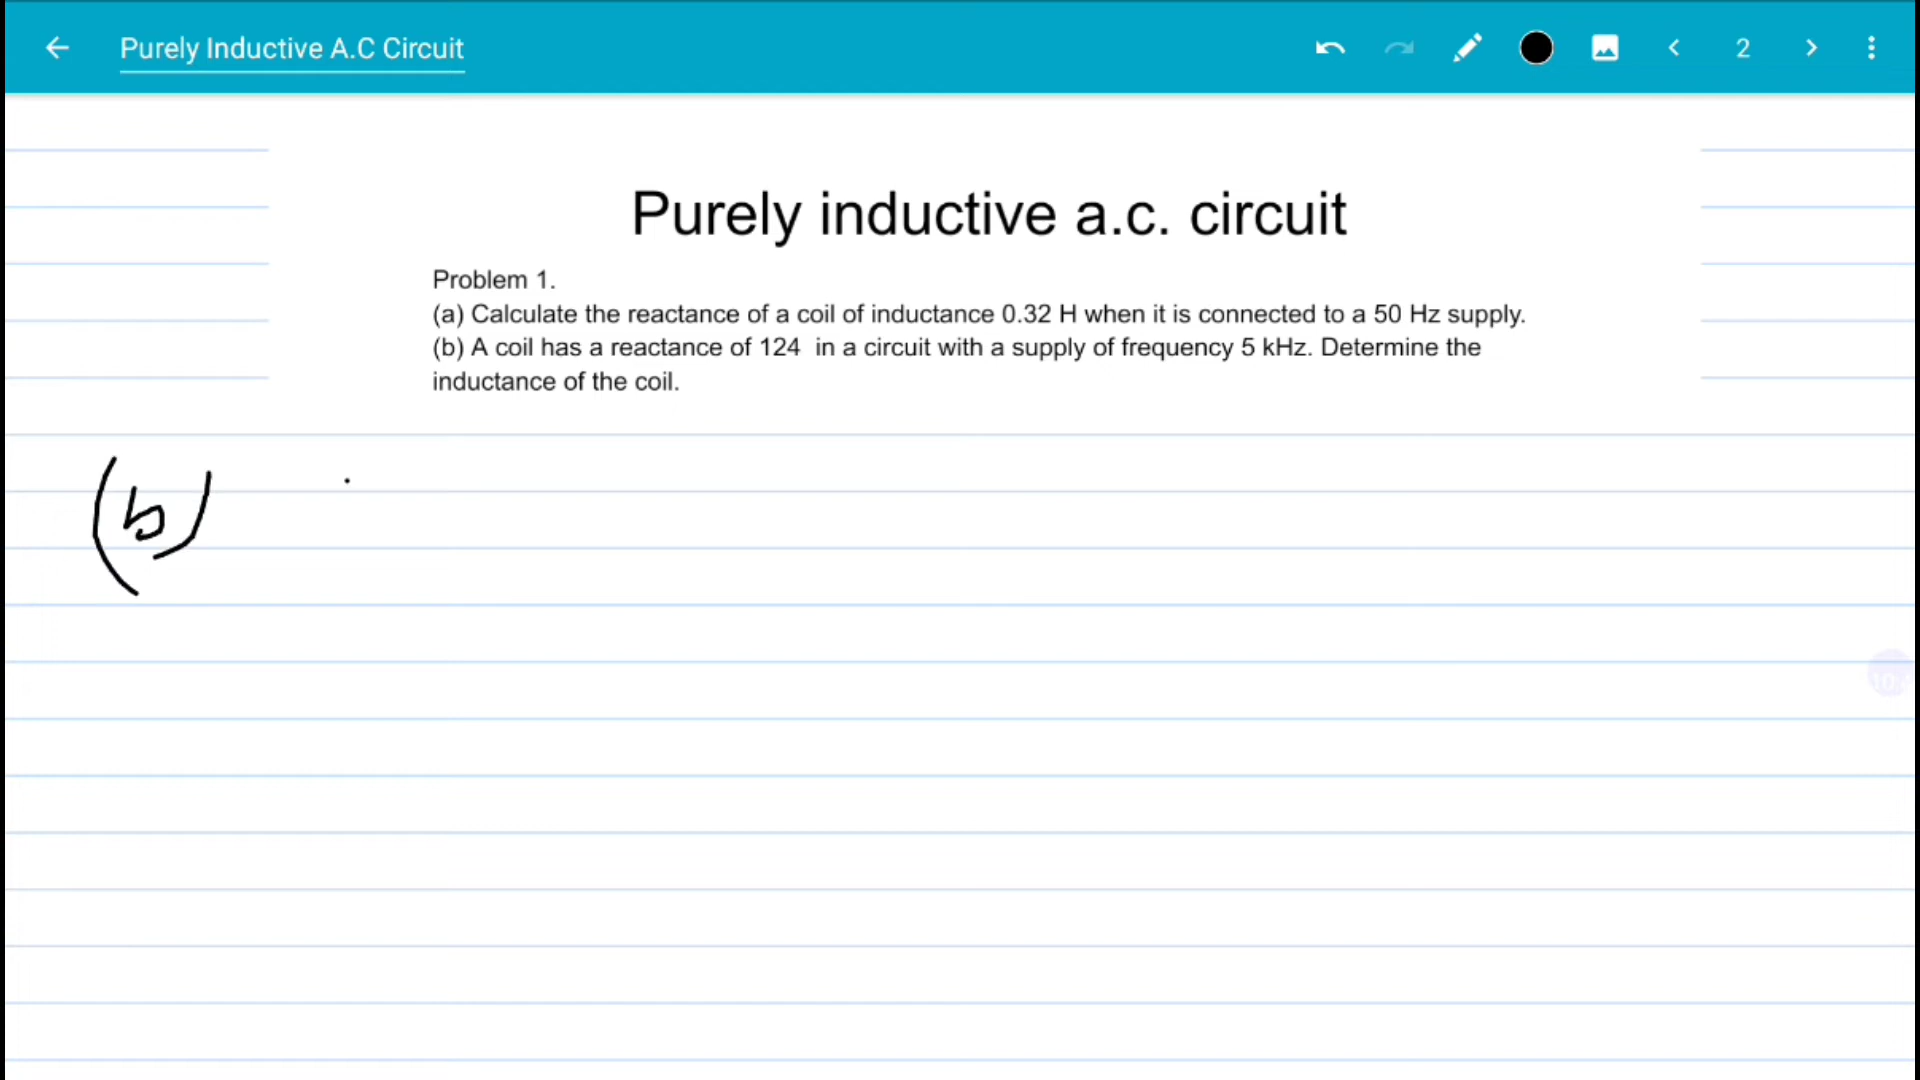 Purely Inductive A.C Circuit
2
Purely inductive a.c. circuit
Problem 1.
(a) Calculate the reactance of a coil of inductance 0.32 H when it is connected to a 50 Hz supply.
(b) A coil has a reactance of 124 in a circuit with a supply of frequency 5 kHz. Determine the
inductance of the coil.
(b)